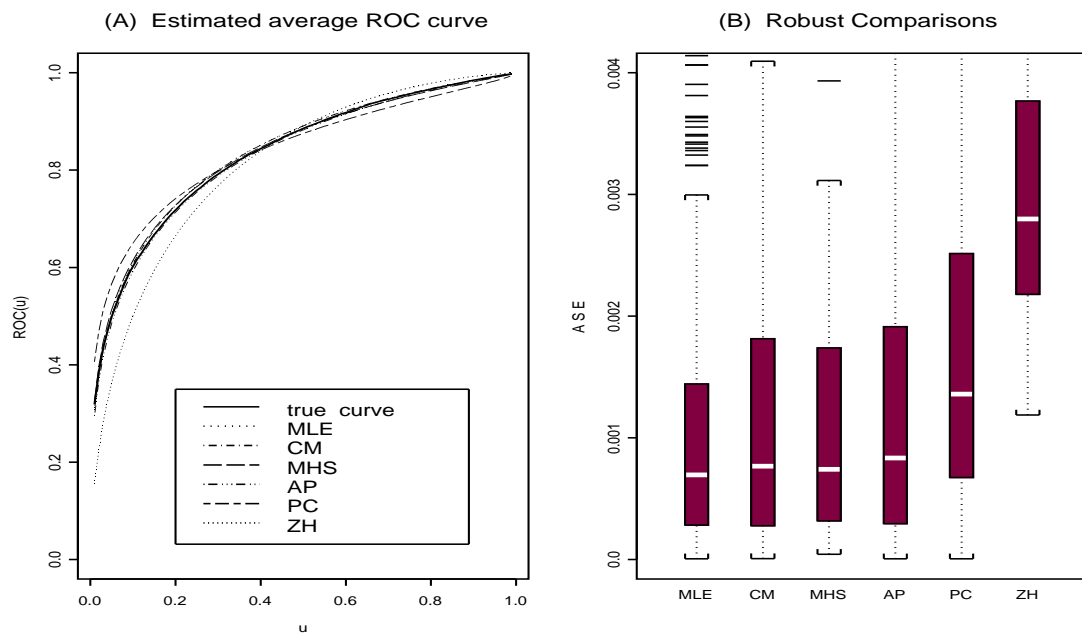 (A) Estimated average ROC curve
ROC(u)
1.0
0.8
0.6
0.4
0.2
0.0
true curve
MLE
CM
MHS
AP
PC
ZH
0.0 0.2 0.4 0.6 0.8 1.0
u
(B) Robust Comparisons
A S E
0.004
0.003
0.002
0.001
0.0
MLE CM MHS AP PC ZH